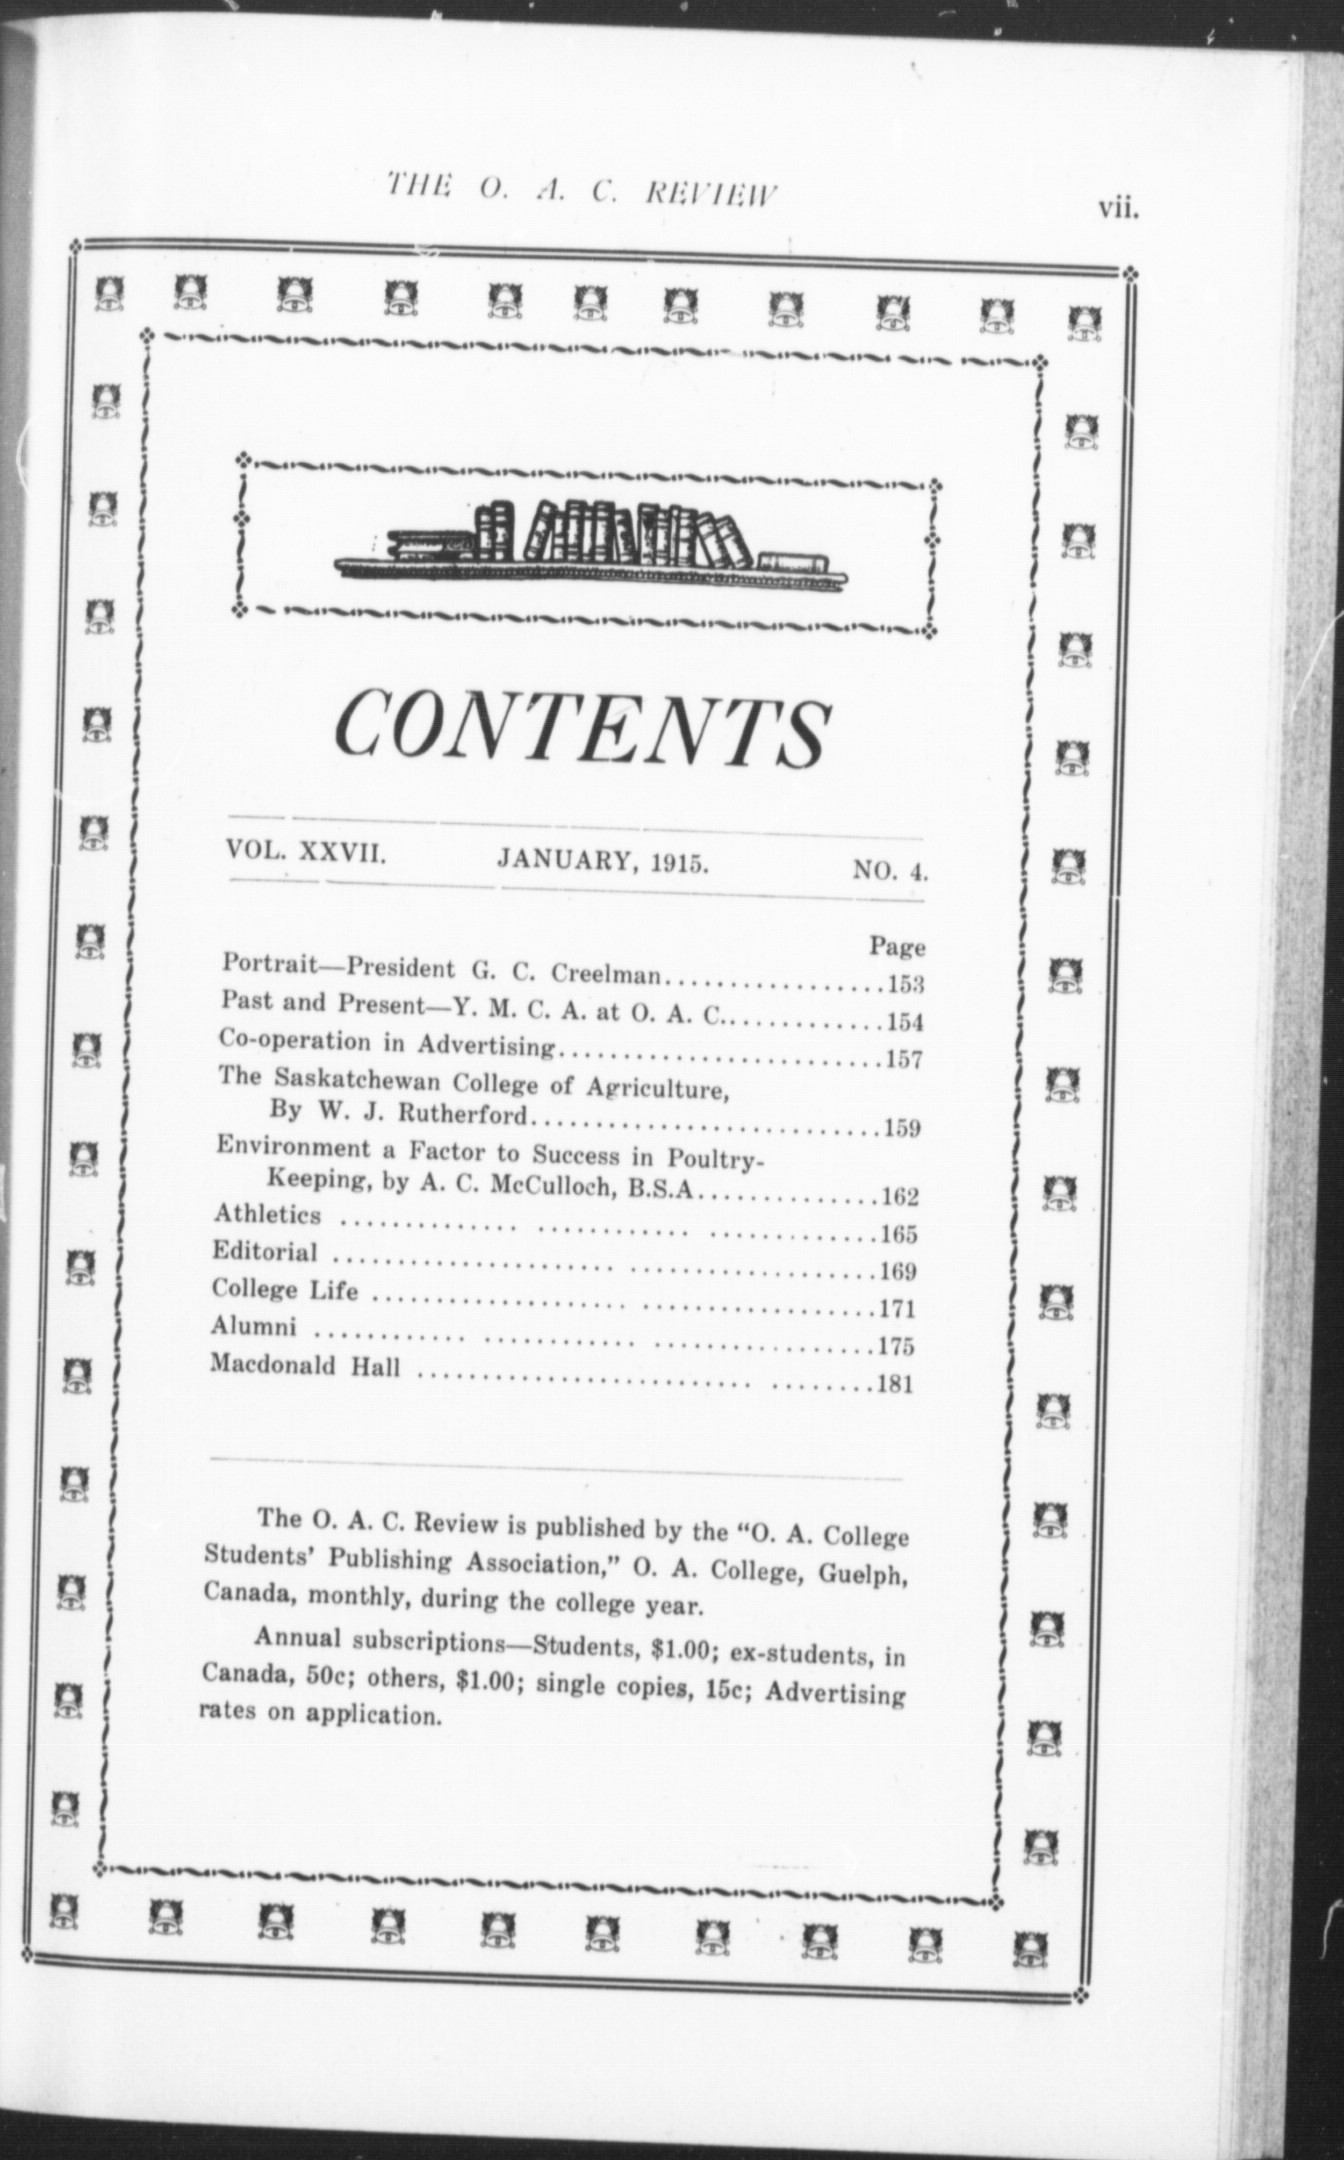 THE O. A. C. REVIEW
vii.
CONTENTS
VOL. XXVII. JANUARY, 1915. NO. 4.
Page
Portrait—President G. C. Creelman.................153
Past and Present—Y. M. C. A. at O. A. C.............154
Co-operation in Advertising.........................157
The Saskatchewan College of Agriculture,
By W. J. Rutherford...........................159
Environment a Factor to Success in Poultry-
Keeping, by A. C. McCulloch, B.S.A..............162
Athletics .............. ............ .............165
Editorial ...................... ...................169
College Life .................... ..................171
Alumni ............ ............ .................175
Macdonald Hall .......................... ........181
The O. A. C. Review is published by the “O. A. College
Students’ Publishing Association,” O. A. College, Guelph,
Canada, monthly, during the college year.
Annual subscriptions—Students, $1.00; ex-students, in
Canada, 50c; others, $1.00; single copies, 15c; Advertising
rates on application.